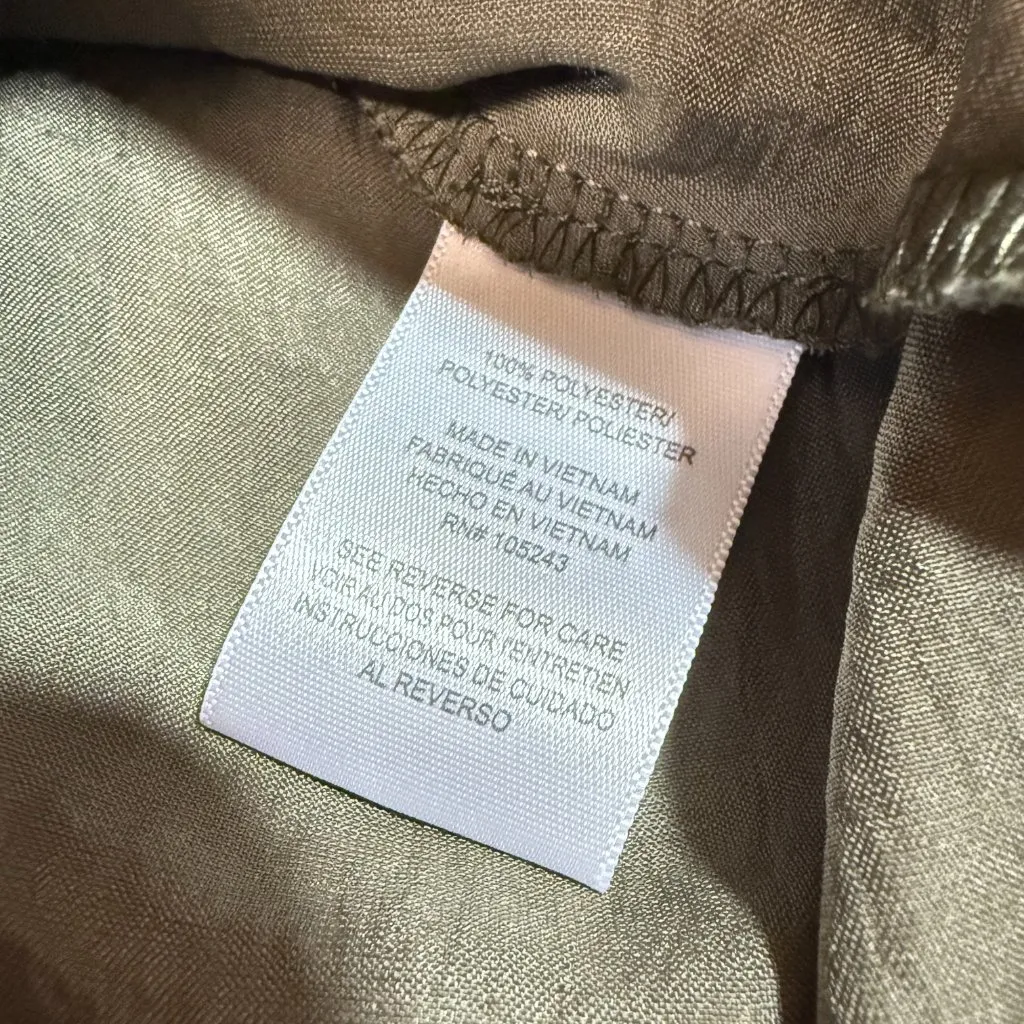 100% POLYESTER/
POLYESTER/ POLIESTER
MADE IN VIETNAM
FABRIQUÉ AU VIETNAM
HECHO EN VIETNAM
RN# 105243
SEE REVERSE FOR CARE
VOIR AU DOS POUR l'ENTRETIEN
INSTRUCCIONES DE CUIDADO
AL REVERSO